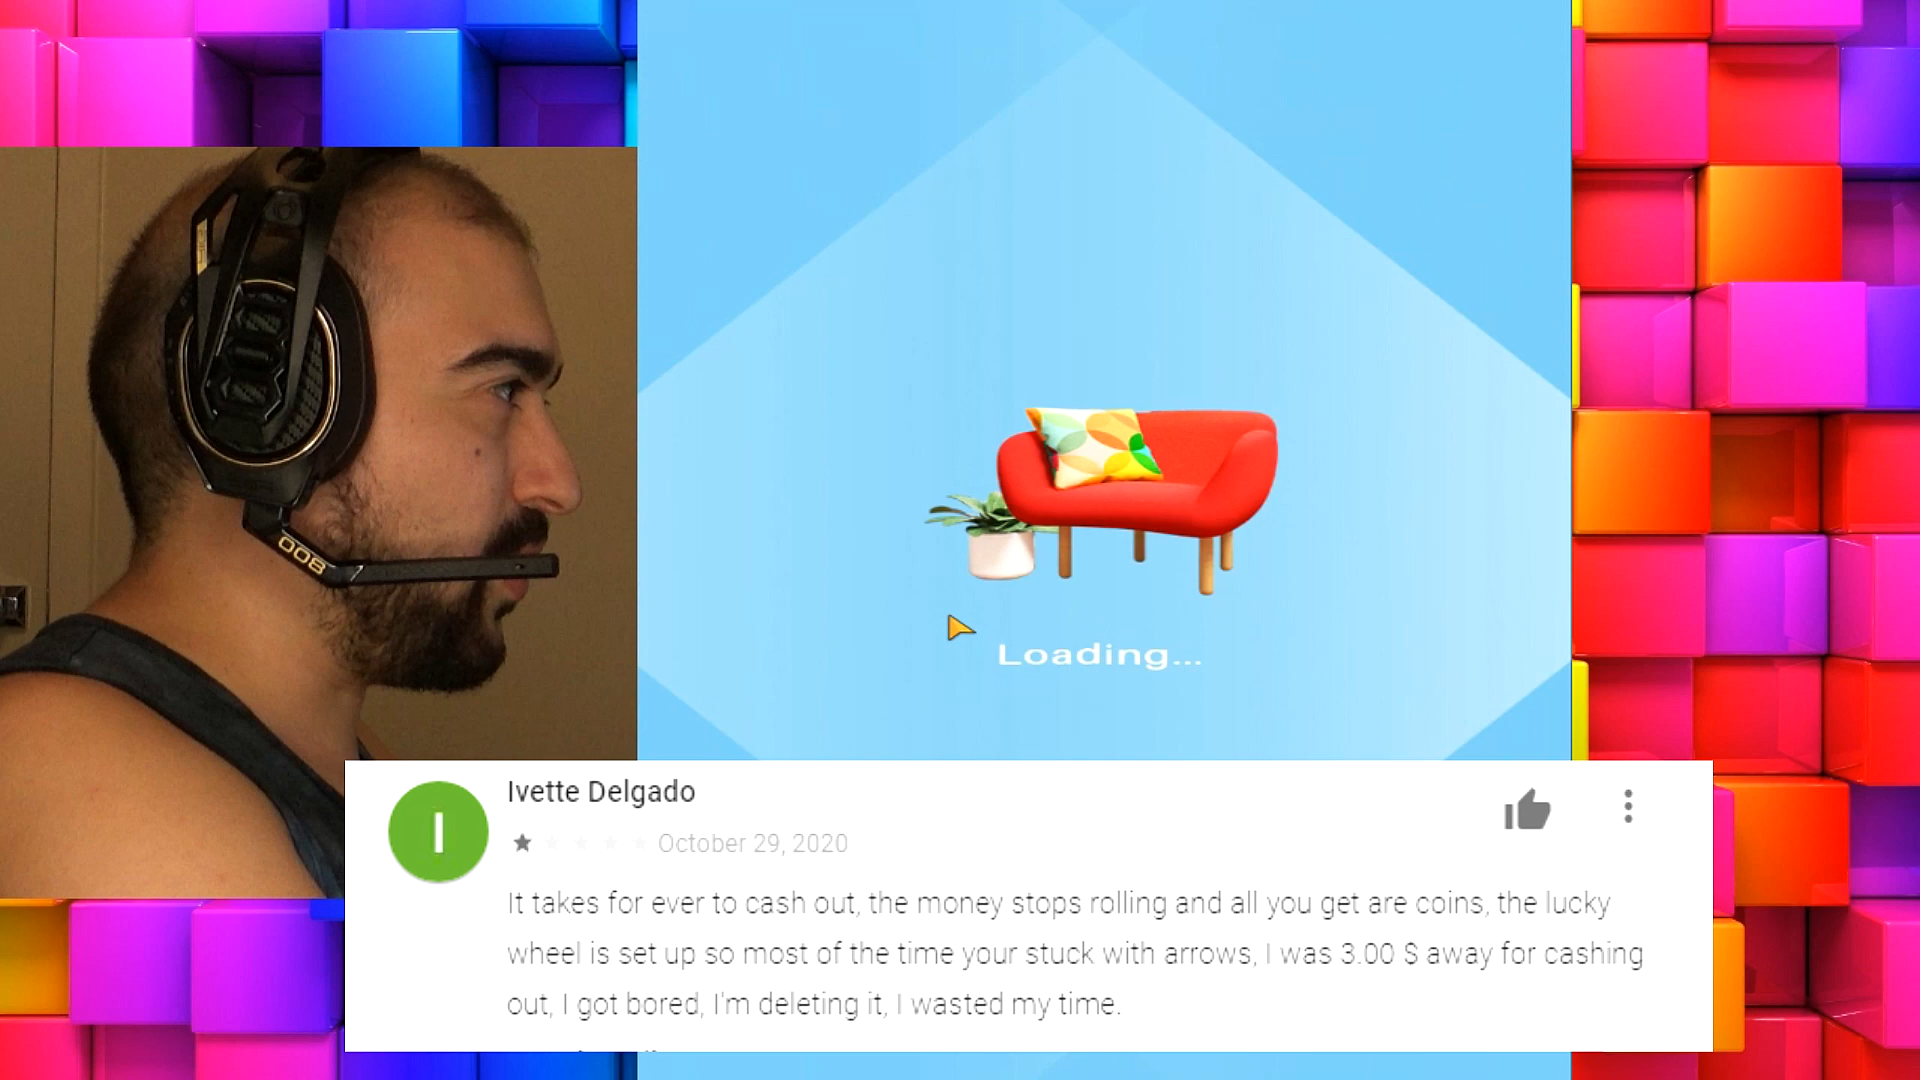 008
Loading...
I
Ivette Delgado
October 29, 2020
It takes for ever to cash out, the money stops rolling and all you get are coins, the lucky
wheel is set up so most of the time your stuck with arrows, I was 3.00 $ away for cashing
out, I got bored, I'm deleting it, I wasted my time.